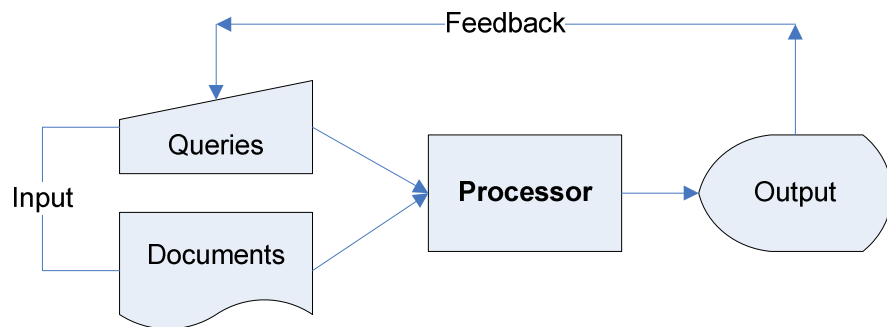 Feedback
Queries
Input
Processor
Output
Documents